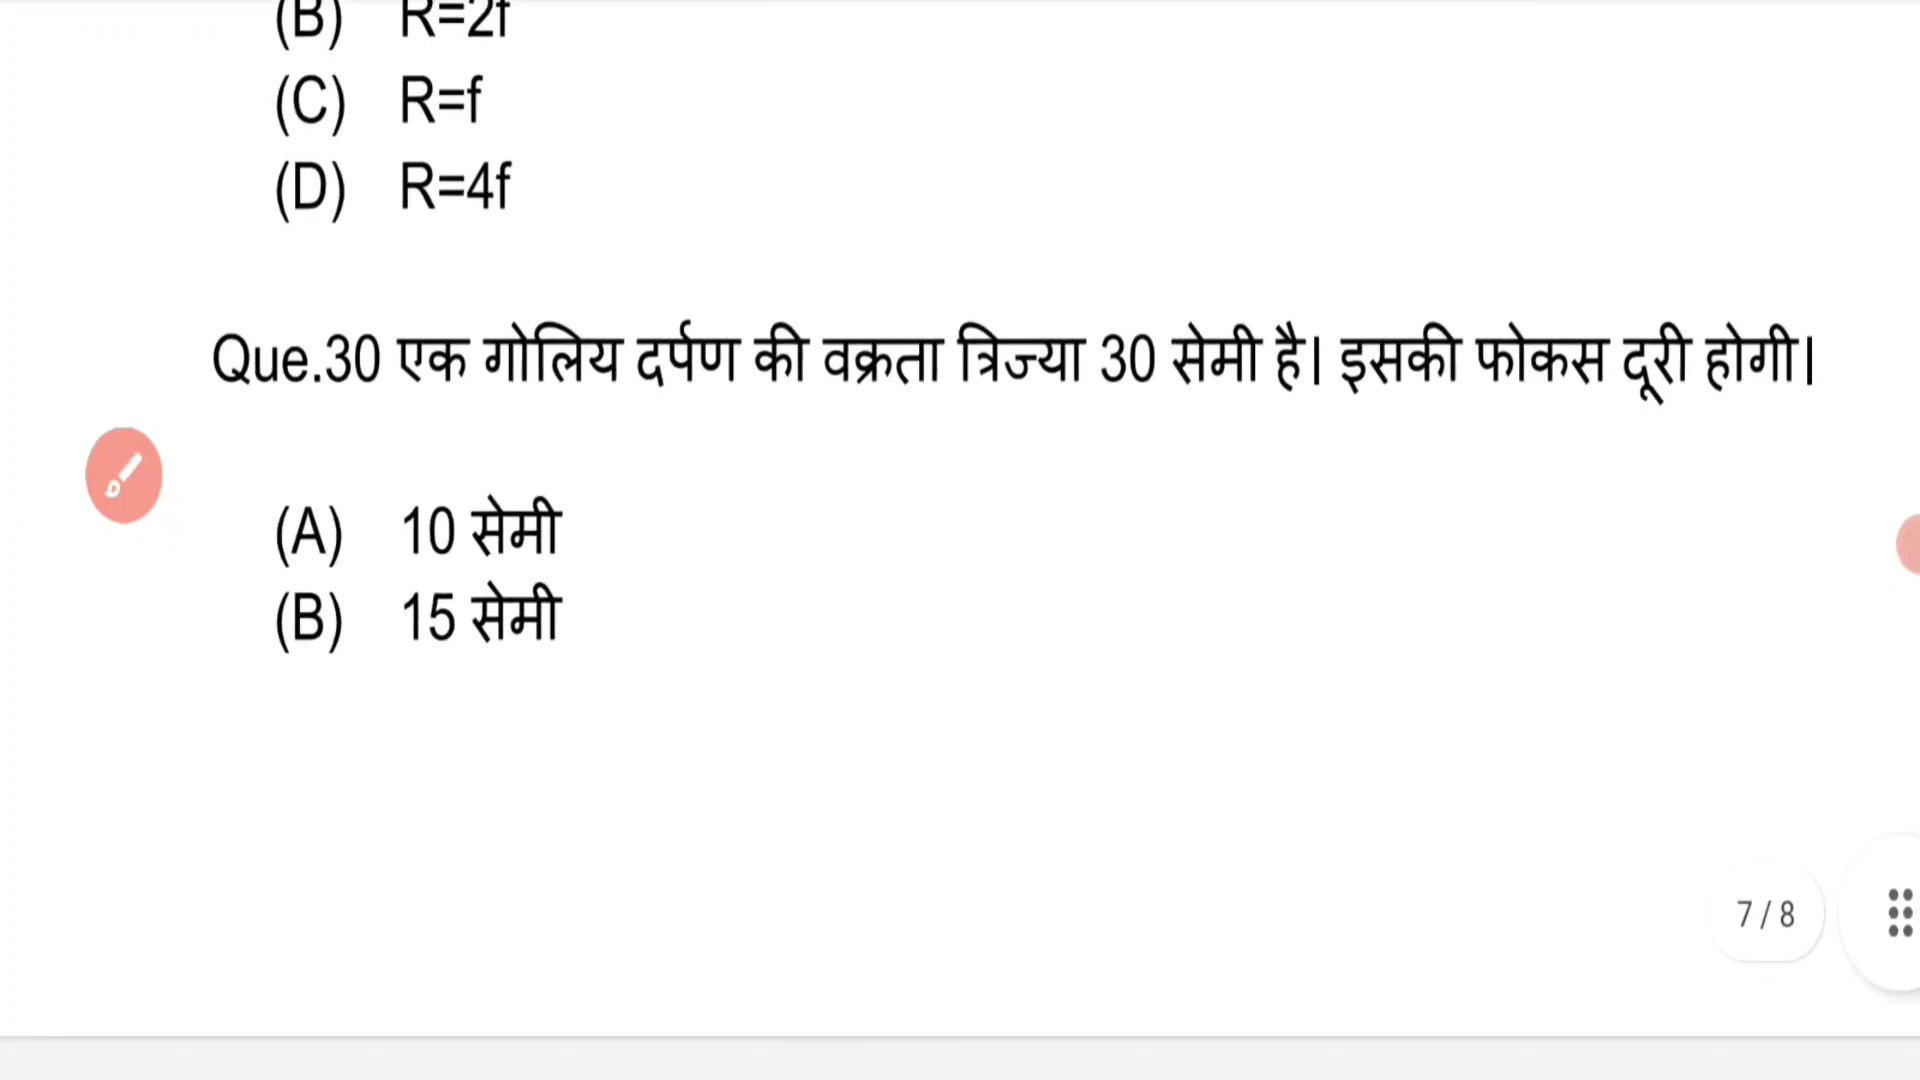 (B) R=2f
(C) R=f
(D) R=4f
Que.30 एक गोलिय दर्पण की वक्रता त्रिज्या 30 सेमी है। इसकी फोकस दूरी होगी।
(A) 10 सेमी
(B) 15 सेमी
7 / 8